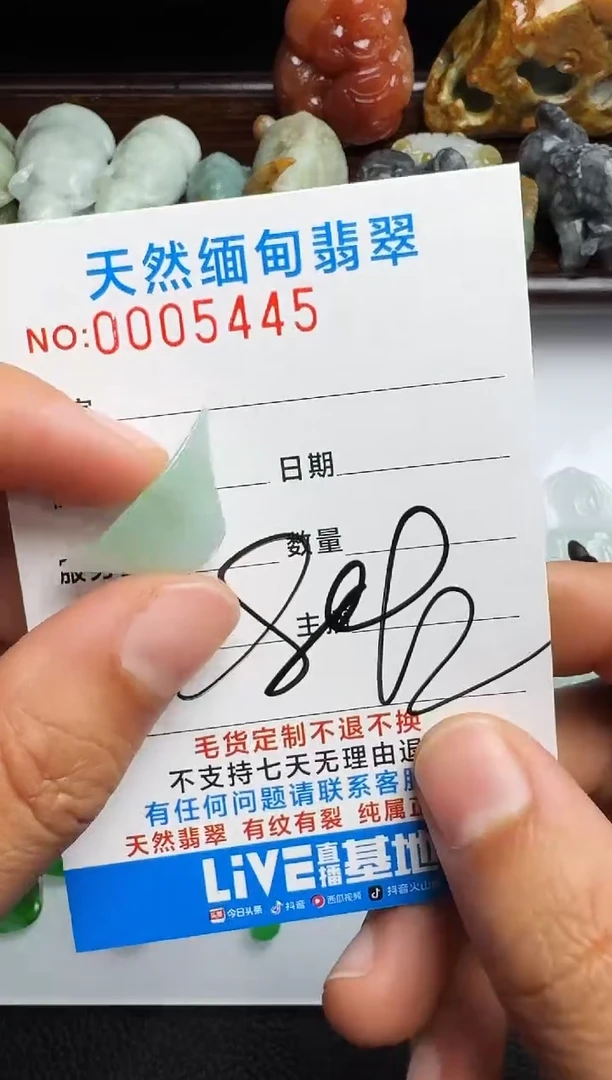 天然缅甸翡翠
NO:0005445
日期
数量
主
毛货定制不退不换
不支持七天无理由退
有任何问题请联系客服
天然翡翠 有纹有裂 纯属正
LiVE直播基地
今日头条 抖音 西瓜视频 抖音火山